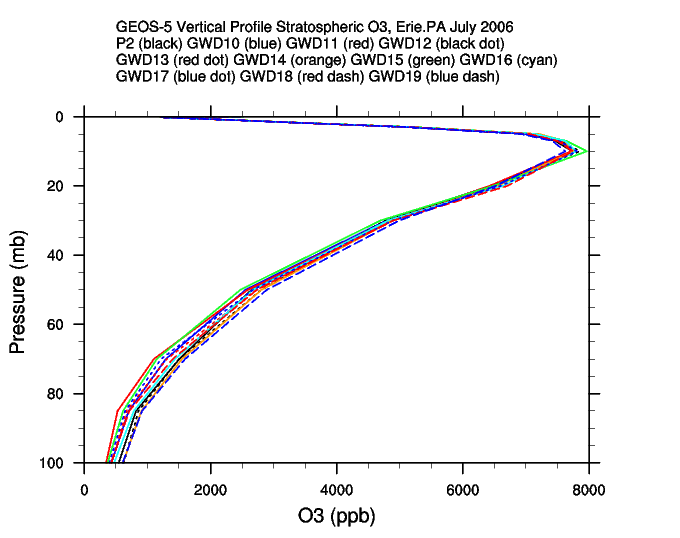 GEOS-5 Vertical Profile Stratospheric O3, Erie.PA July 2006
P2 (black) GWD10 (blue) GWD11 (red) GWD12 (black dot)
GWD13 (red dot) GWD14 (orange) GWD15 (green) GWD16 (cyan)
GWD17 (blue dot) GWD18 (red dash) GWD19 (blue dash)
0
20
40
60
80
100
Pressure (mb)
0 2000 4000 6000 8000
O3 (ppb)